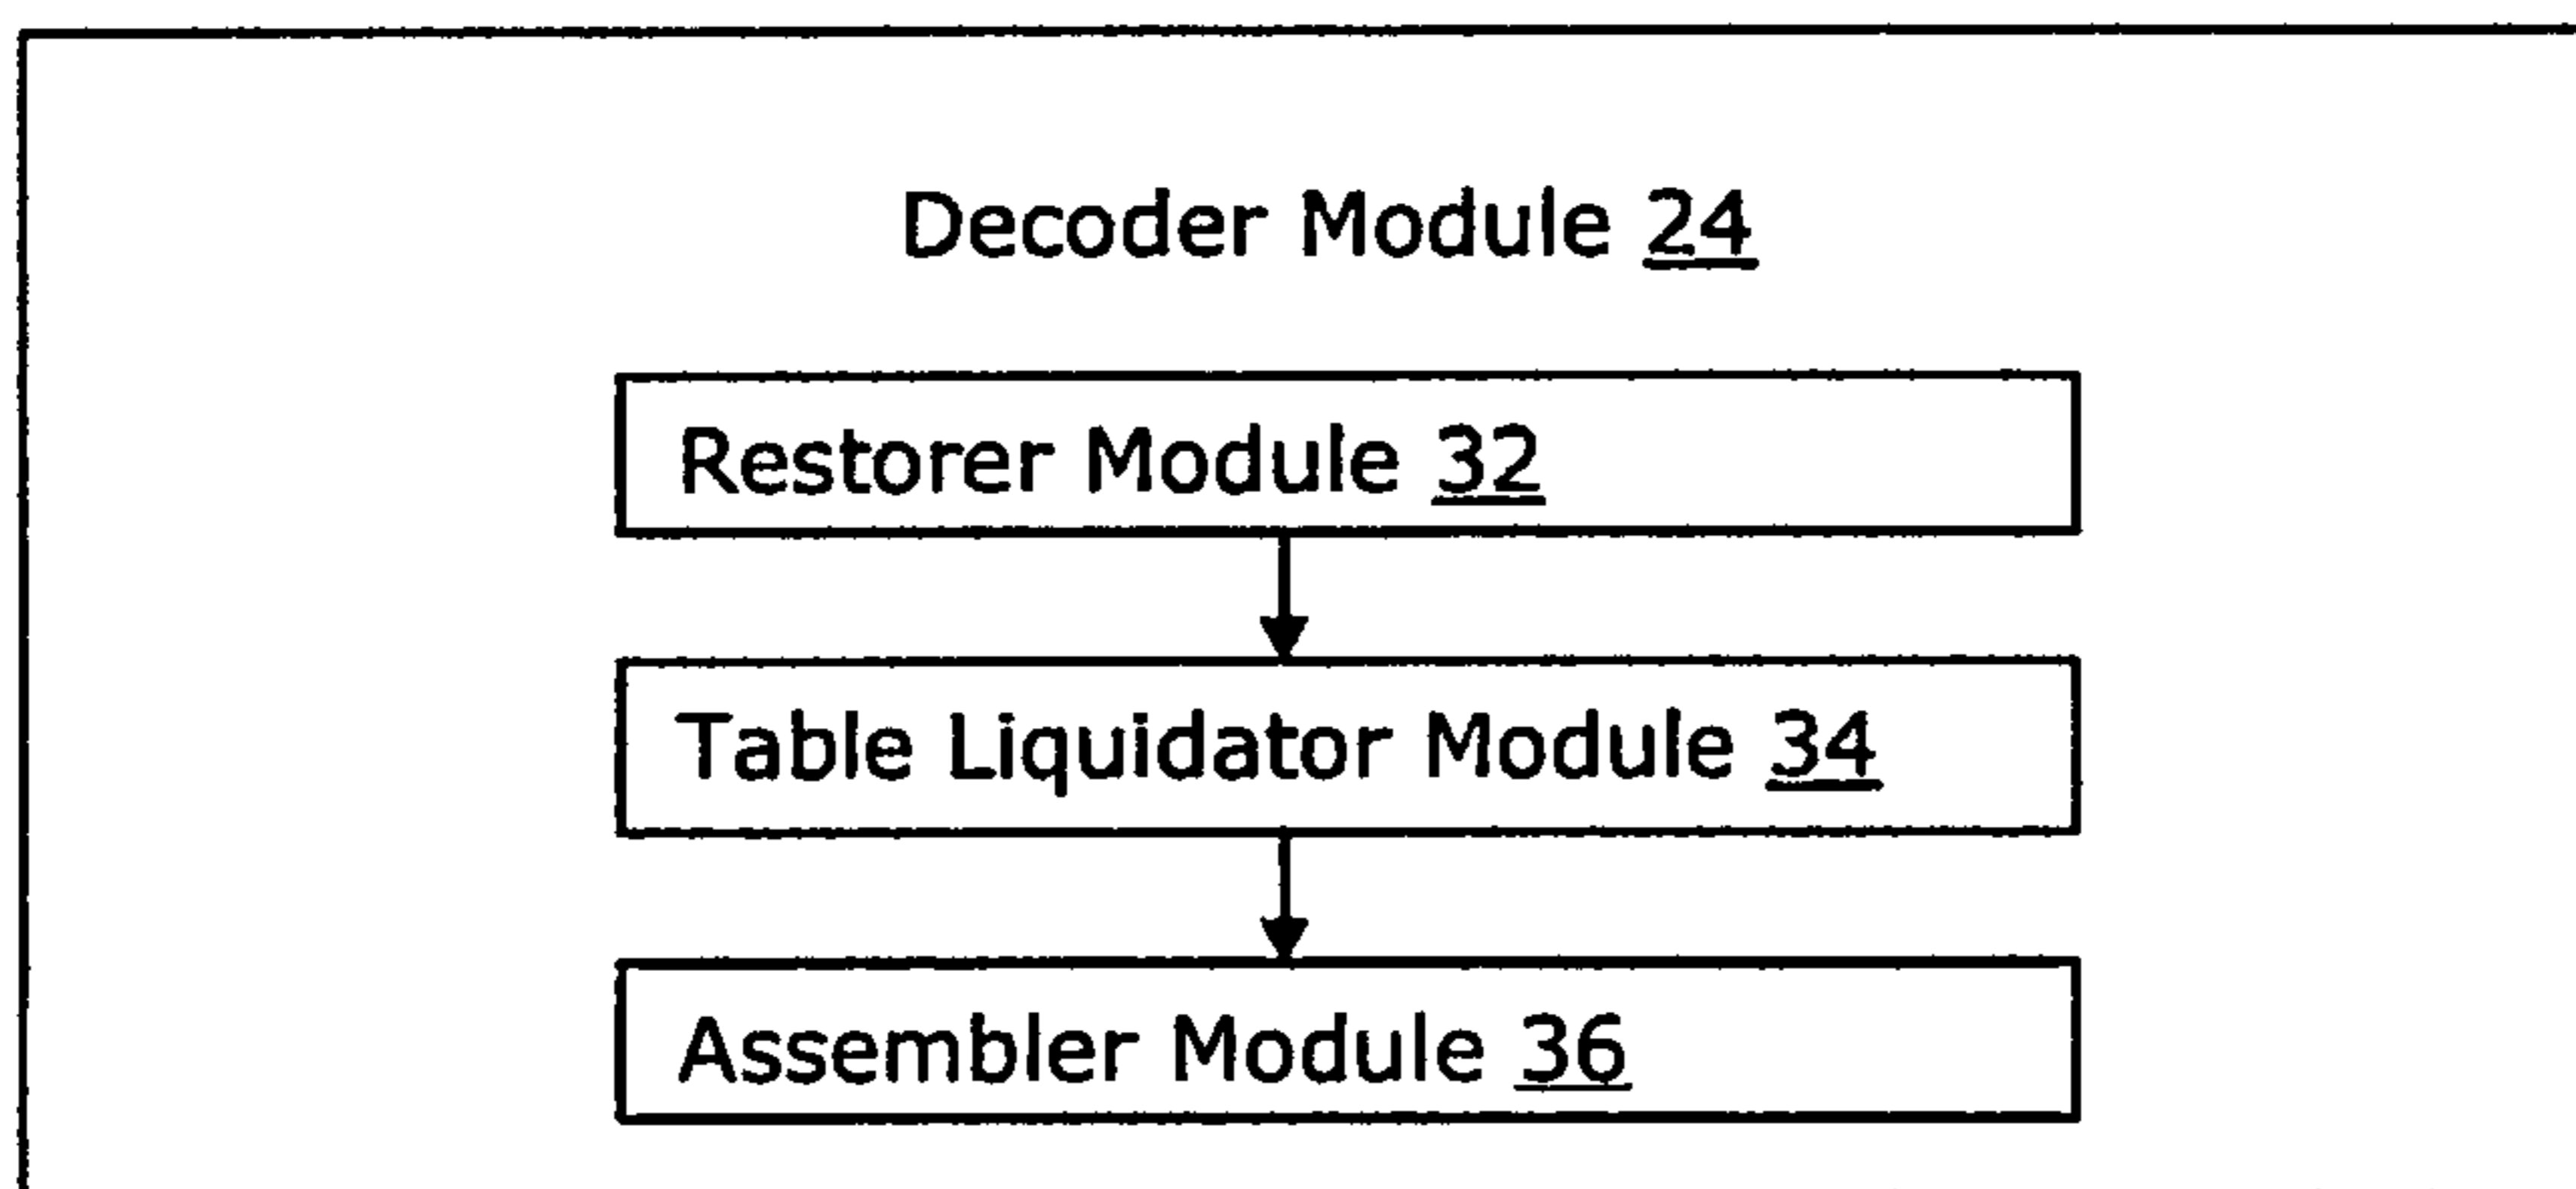 Decoder Module 24
Restorer Module 32
Table Liquidator Module 34
Assembler Module 36